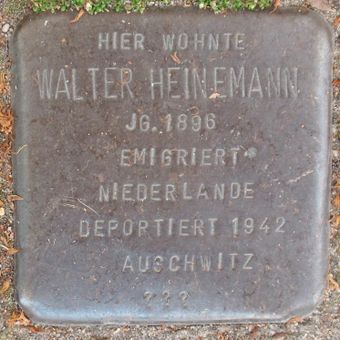 HIER WOHNTE
WALTER HEINEMANN
JG. 1896
EMIGRIERT
NIEDERLANDE
DEPORTIERT 1942
AUSCHWITZ
???